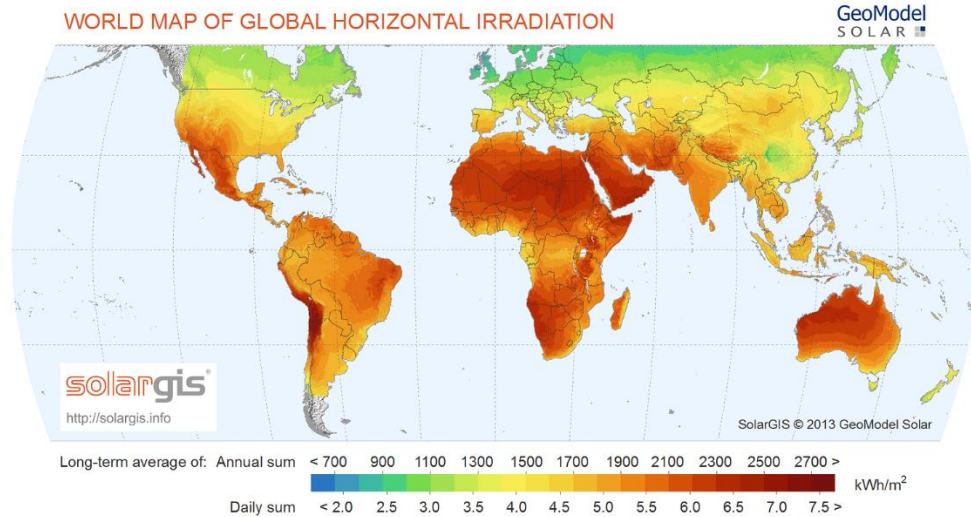 WORLD MAP OF GLOBAL HORIZONTAL IRRADIATION
GeoModel
SOLAR
solargis
http://solargis.info
SolarGIS © 2013 GeoModel Solar
Long-term average of: Annual sum < 700 900 1100 1300 1500 1700 1900 2100 2300 2500 2700 > kWh/m²
Daily sum < 2.0 2.5 3.0 3.5 4.0 4.5 5.0 5.5 6.0 6.5 7.0 7.5 >